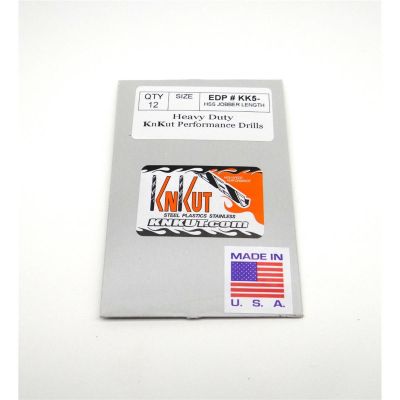 QTY
12
SIZE
EDP # KK5-
HSS JOBBER LENGTH
Heavy Duty
KnKut Performance Drills
KNKUT
STEEL PLASTICS STAINLESS
KNKUT.com
MADE IN
U. S. A.